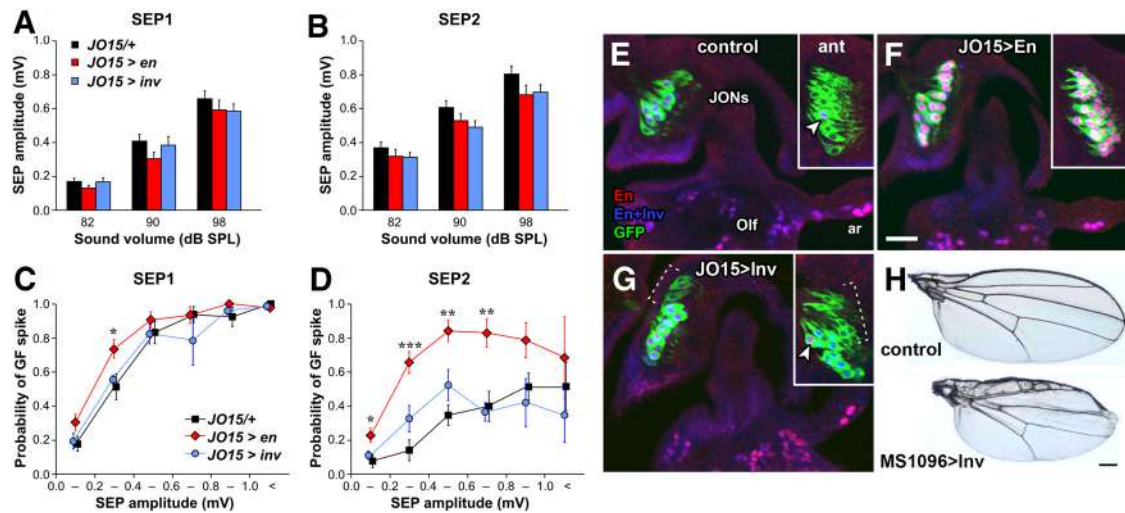 A
SEP1
SEP amplitude (mV)
1.0
0.8
0.6
0.4
0.2
0.0
JO15/+
JO15 > en
JO15 > inv
82 90 98
Sound volume (dB SPL)
B
SEP2
SEP amplitude (mV)
1.0
0.8
0.6
0.4
0.2
0.0
82 90 98
Sound volume (dB SPL)
C
SEP1
Probability of GF spike
1.0
0.8
0.6
0.4
0.2
0.0
*
JO15/+
JO15 > en
JO15 > inv
0.0 – 0.2 – 0.4 – 0.6 – 0.8 – 1.0 <
SEP amplitude (mV)
D
SEP2
Probability of GF spike
1.0
0.8
0.6
0.4
0.2
0.0
* *** ** **
0.0 – 0.2 – 0.4 – 0.6 – 0.8 – 1.0 <
SEP amplitude (mV)
E
control
ant
JONs
En
En+Inv
GFP
Olf
ar
F
JO15>En
G
JO15>Inv
H
control
MS1096>Inv